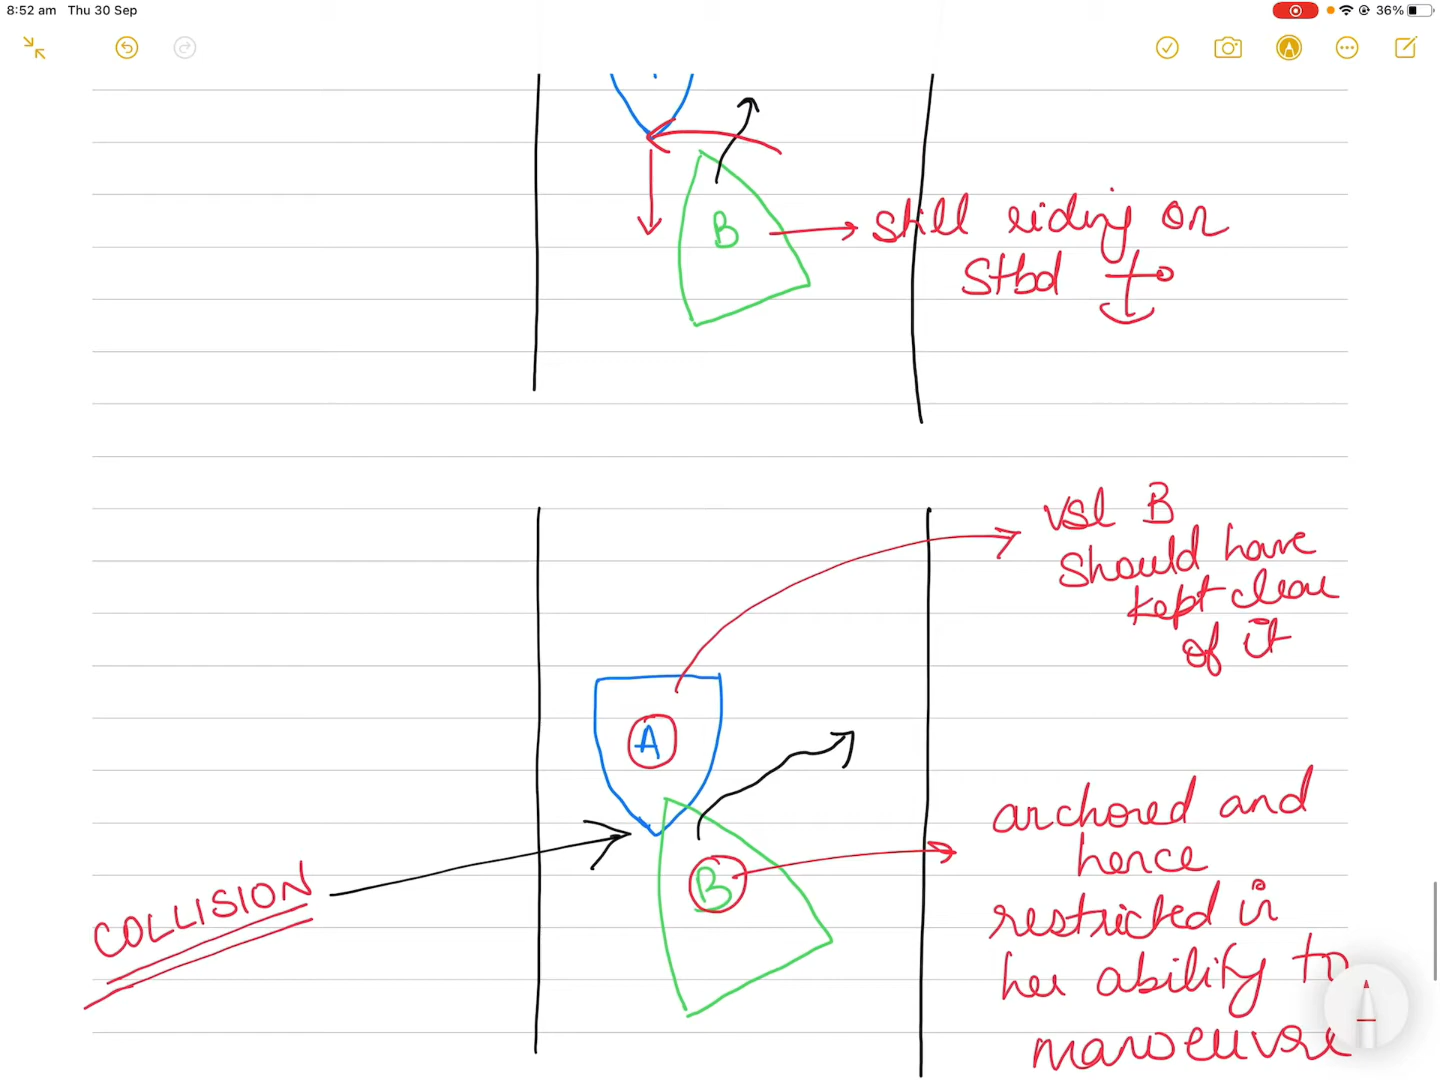 8:52 am Thu 30 Sep
36%
B
still riding on
Stbd
vsl B
should have
kept clear
of it
A
B
anchored and
hence
restricted in
her ability to
manoeuvre
COLLISION